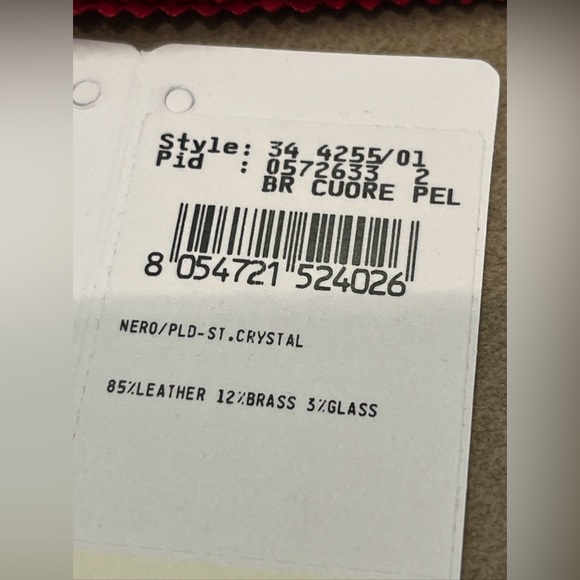 Style: 34 4255/01
Pid : 0572633 2
BR CUORE PEL
8 054721 524026
NERO/PLD-ST.CRYSTAL
85%LEATHER 12%BRASS 3%GLASS